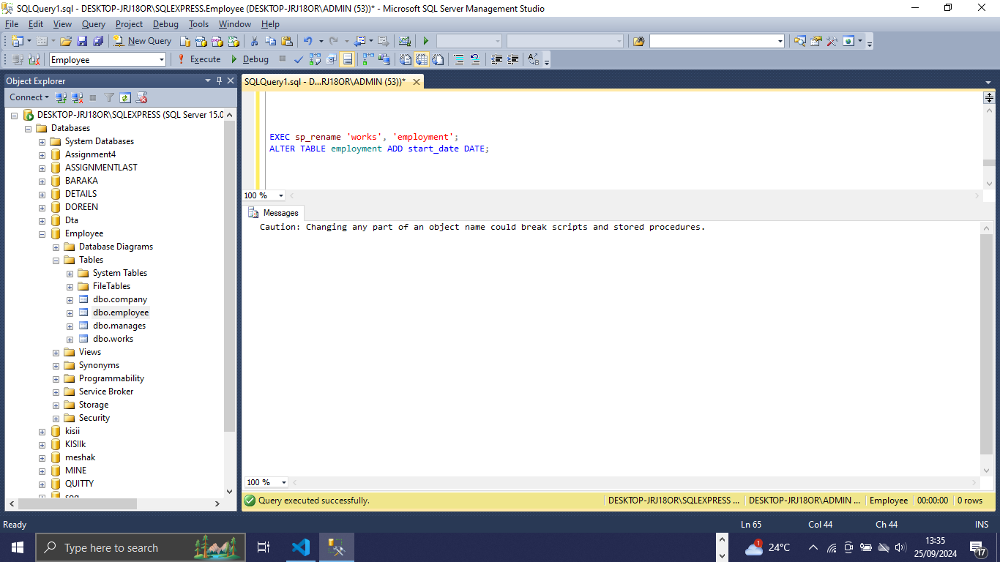 SQLQuery1.sql - DESKTOP-JRJ18OR\SQLEXPRESS.Employee (DESKTOP-JRJ18OR\ADMIN (53))* - Microsoft SQL Server Management Studio
File Edit View Query Project Debug Tools Window Help
New Query
Employee Execute Debug
Object Explorer
Connect
DESKTOP-JRJ18OR\SQLEXPRESS (SQL Server 15.0
Databases
System Databases
Assignment4
ASSIGNMENTLAST
BARAKA
DETAILS
DOREEN
Dta
Employee
Database Diagrams
Tables
System Tables
FileTables
dbo.company
dbo.employee
dbo.manages
dbo.works
Views
Synonyms
Programmability
Service Broker
Storage
Security
kisii
KISIIk
meshak
MINE
QUITTY
SQLQuery1.sql - D...RJ18OR\ADMIN (53))*
EXEC sp_rename 'works', 'employment';
ALTER TABLE employment ADD start_date DATE;
100 %
Messages
Caution: Changing any part of an object name could break scripts and stored procedures.
100 %
Query executed successfully. DESKTOP-JRJ18OR\SQLEXPRESS ... DESKTOP-JRJ18OR\ADMIN ... Employee 00:00:00 0 rows
Ready Ln 65 Col 44 Ch 44 INS
Type here to search 1 24°C 13:35 25/09/2024 17